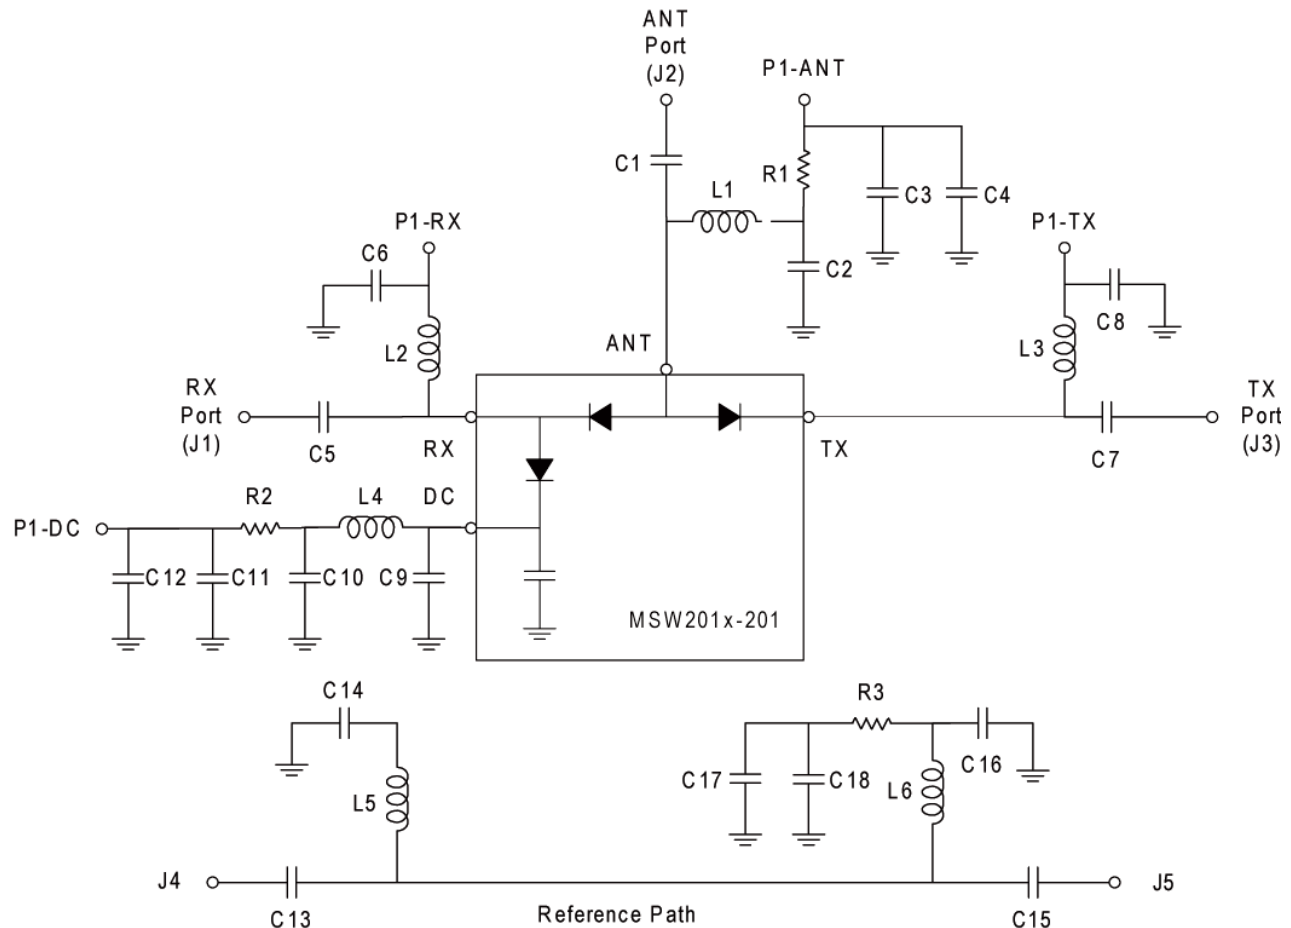 ANT
Port
(J2)
P1-ANT
C1
R1
L1
C3
C4
P1-RX
P1-TX
C6
C2
C8
L2
ANT
L3
RX
Port
(J1)
TX
Port
(J3)
C5
RX
TX
C7
R2
L4
DC
P1-DC
C12
C11
C10
C9
MSW201x-201
C14
R3
C16
L5
C17
C18
L6
J4
J5
C13
Reference Path
C15